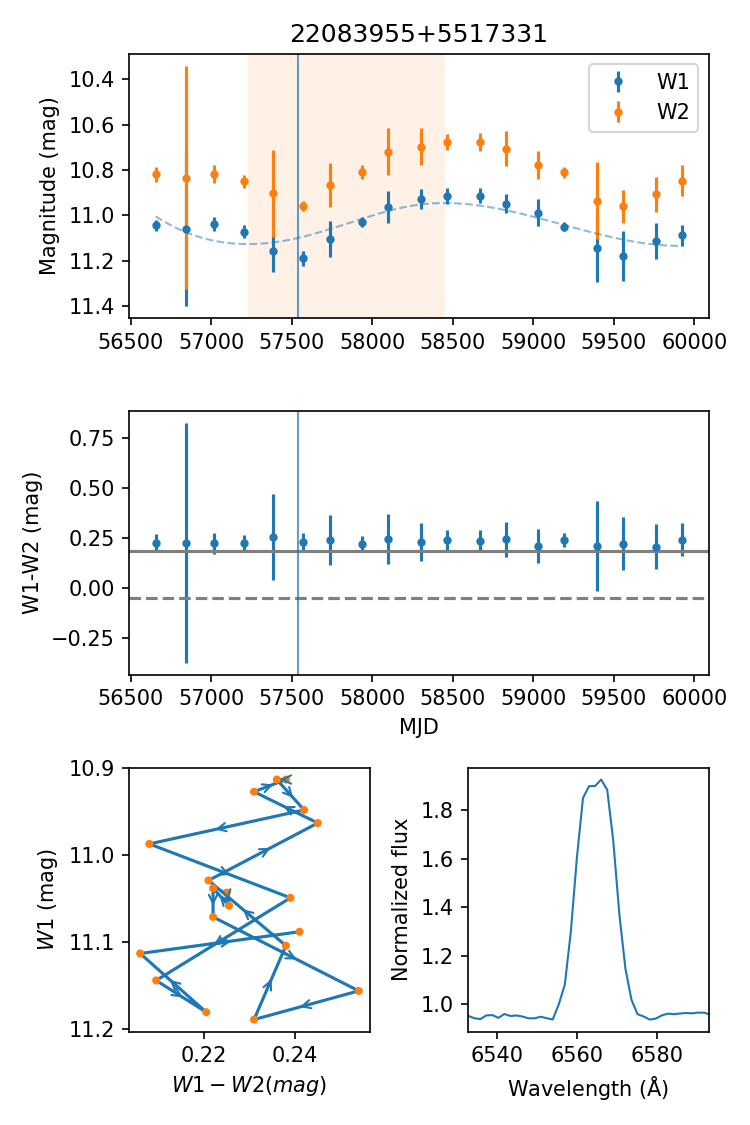 22083955+5517331
10.4
10.6
10.8
11.0
11.2
11.4
Magnitude (mag)
W1
W2
56500 57000 57500 58000 58500 59000 59500 60000
0.75
0.50
0.25
0.00
−0.25
W1-W2 (mag)
56500 57000 57500 58000 58500 59000 59500 60000
MJD
10.9
11.0
11.1
11.2
W1 (mag)
0.22 0.24
W1 − W2(mag)
1.8
1.6
1.4
1.2
1.0
Normalized flux
6540 6560 6580
Wavelength (Å)